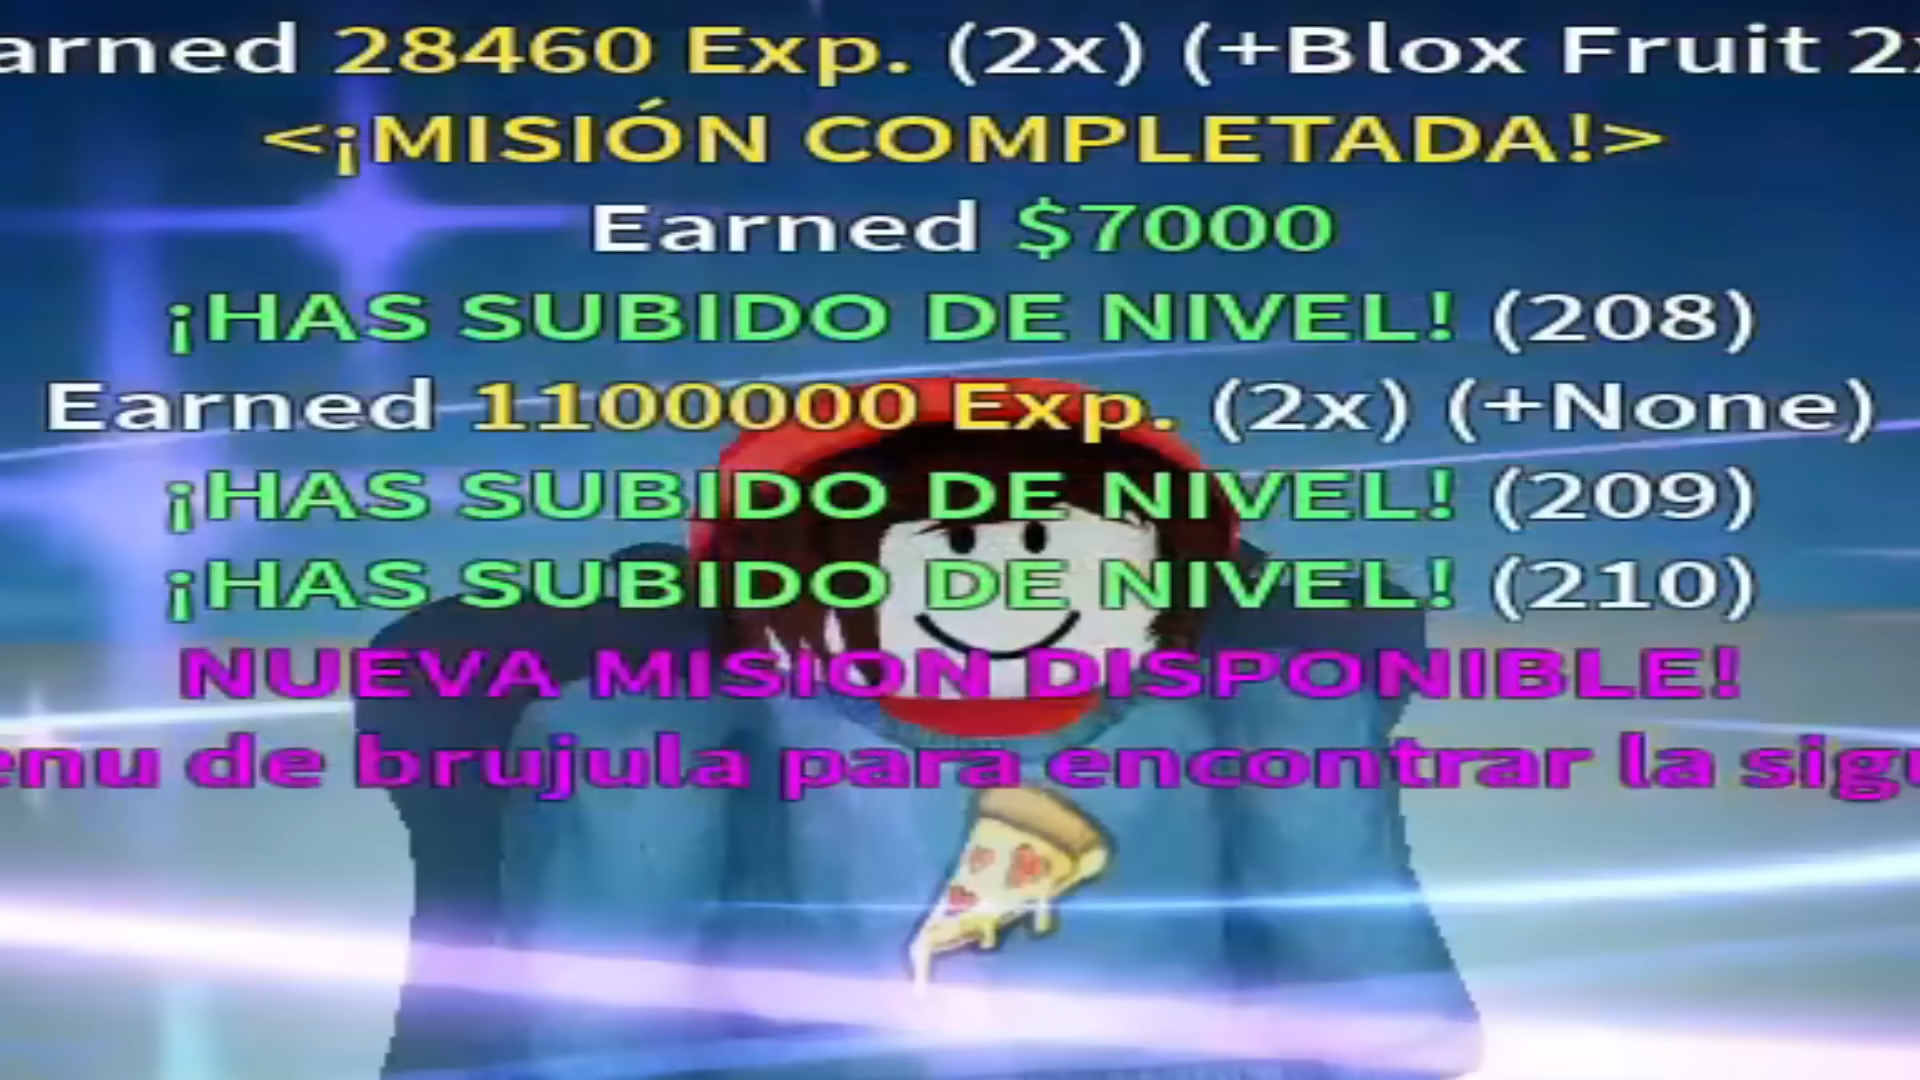 arned 28460 Exp. (2x) (+Blox Fruit 2x
<¡MISIÓN COMPLETADA!>
Earned $7000
¡HAS SUBIDO DE NIVEL! (208)
Earned 1100000 Exp. (2x) (+None)
¡HAS SUBIDO DE NIVEL! (209)
¡HAS SUBIDO DE NIVEL! (210)
NUEVA MISION DISPONIBLE!
enu de brujula para encontrar la sigu